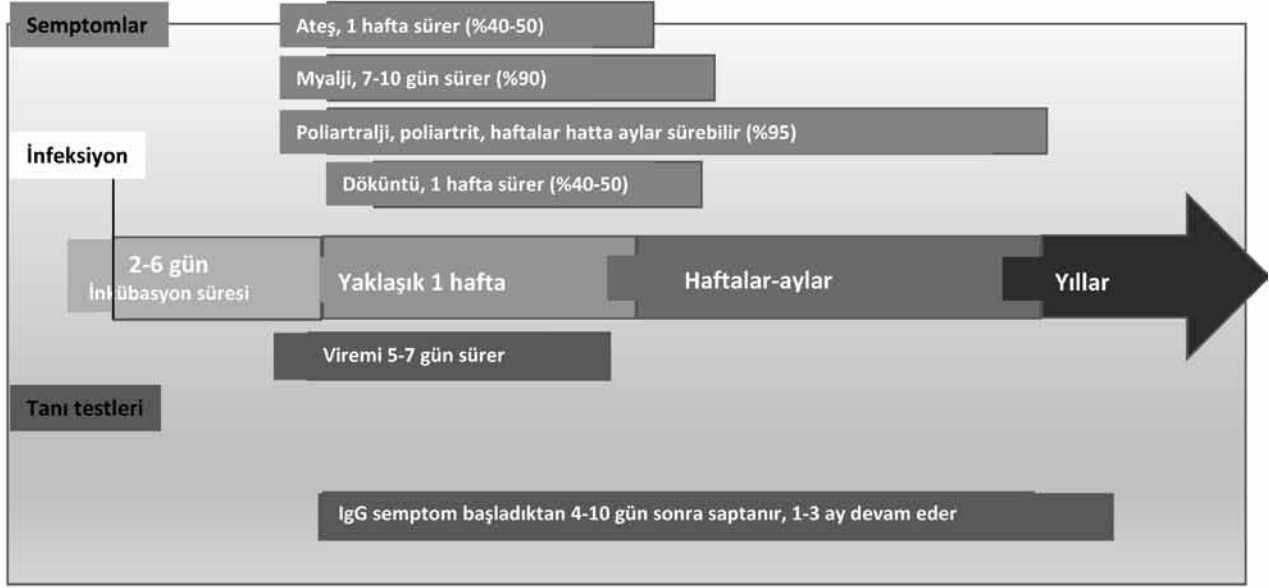 Semptomlar
Ateş, 1 hafta sürer (%40-50)
Myalji, 7-10 gün sürer (%90)
Poliartralji, poliartrit, haftalar hatta aylar sürebilir (%95)
İnfeksiyon
Döküntü, 1 hafta sürer (%40-50)
2-6 gün
İnkübasyon süresi
Yaklaşık 1 hafta
Haftalar-aylar
Yıllar
Viremi 5-7 gün sürer
Tanı testleri
IgG semptom başladıktan 4-10 gün sonra saptanır, 1-3 ay devam eder